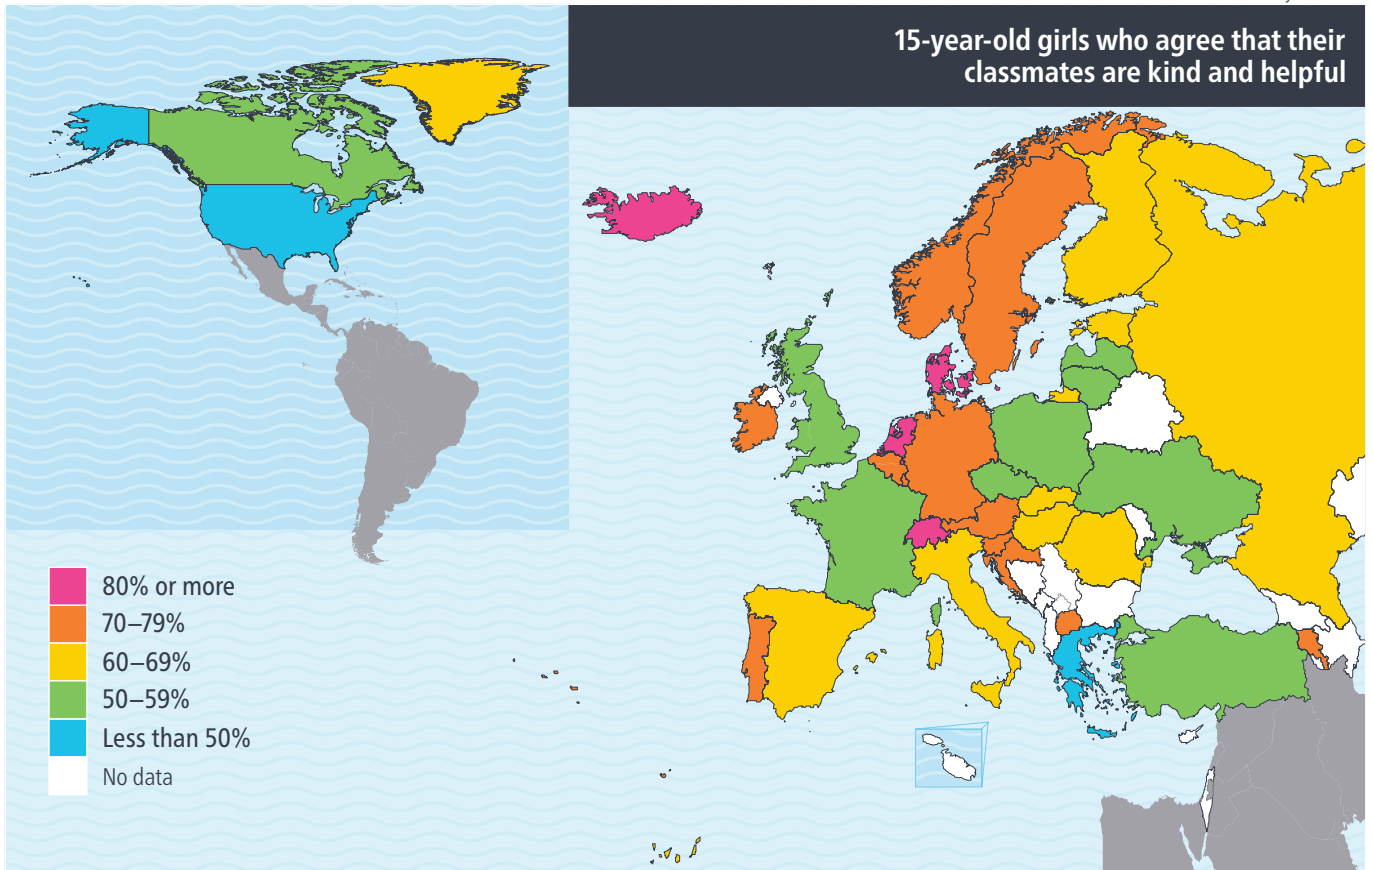 15-year-old girls who agree that their
classmates are kind and helpful
80% or more
70–79%
60–69%
50–59%
Less than 50%
No data